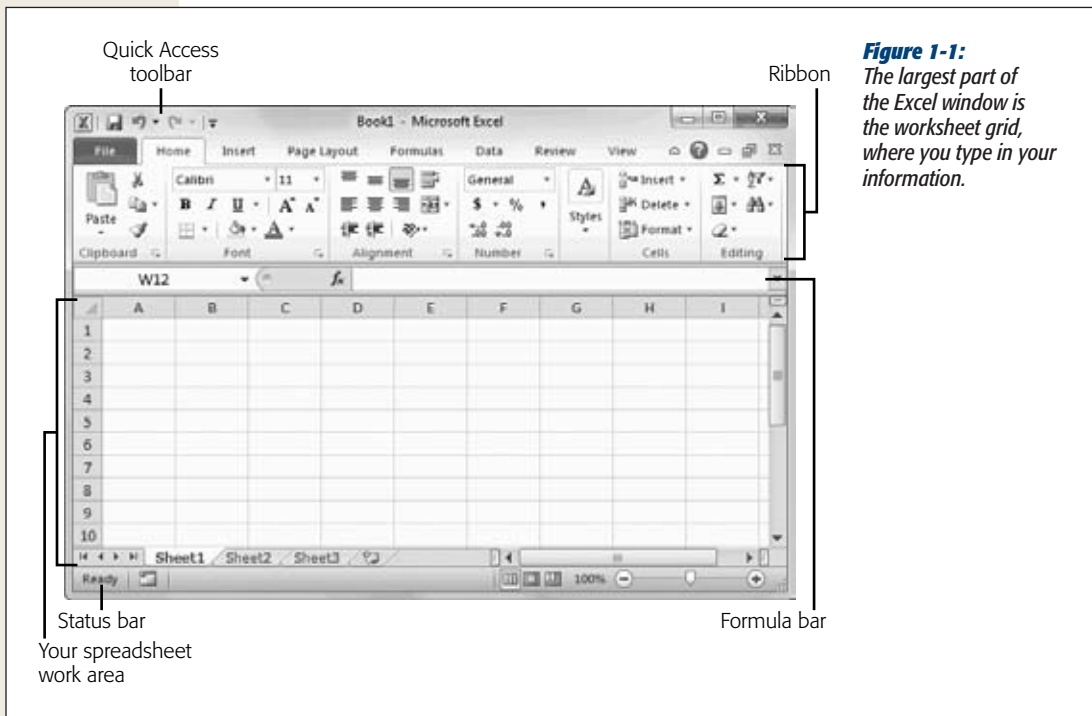 Quick Access
toolbar
Ribbon
Figure 1-1:
The largest part of
the Excel window is
the worksheet grid,
where you type in your
information.
Book1 - Microsoft Excel
File Home Insert Page Layout Formulas Data Review View
Calibri 11 General Insert
B I U A A $ % , Delete
Paste Styles
A Format
Clipboard Font Alignment Number Cells Editing
W12 fx
A B C D E F G H I
1
2
3
4
5
6
7
8
9
10
Sheet1 Sheet2 Sheet3
Ready 100%
Status bar
Formula bar
Your spreadsheet
work area